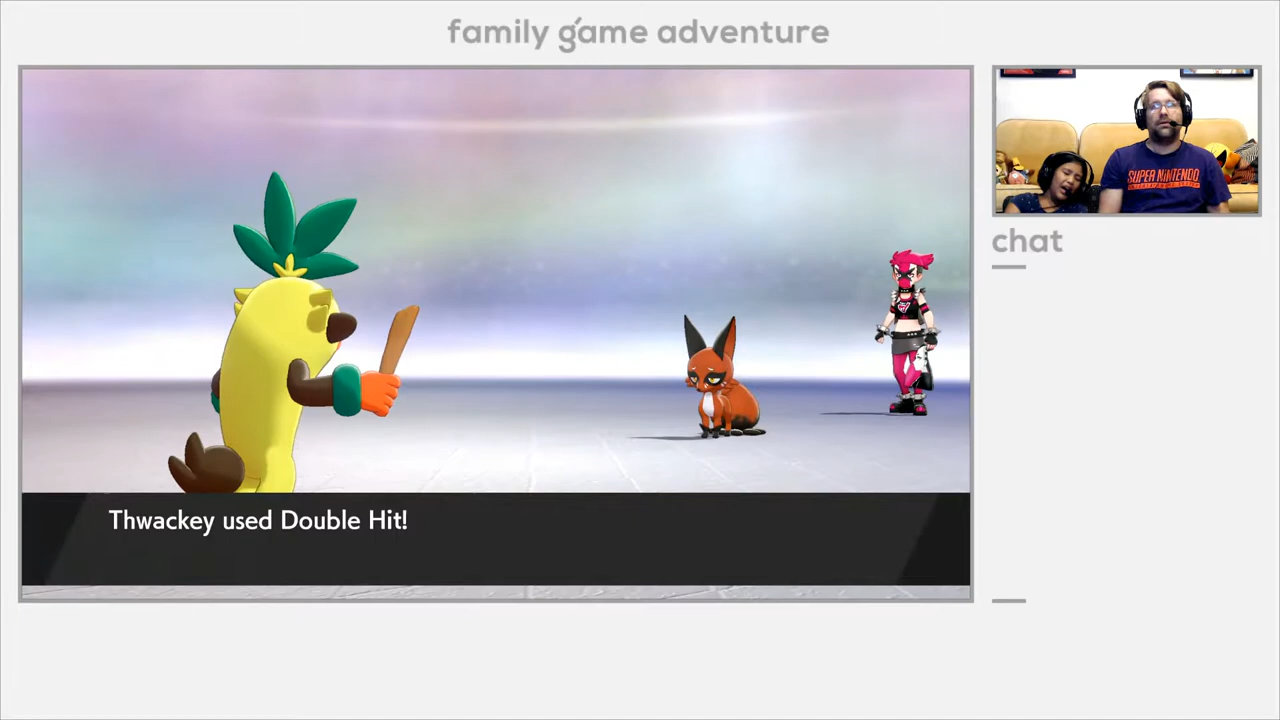 family game adventure
SUPER NINTENDO
chat
Thwackey used Double Hit!